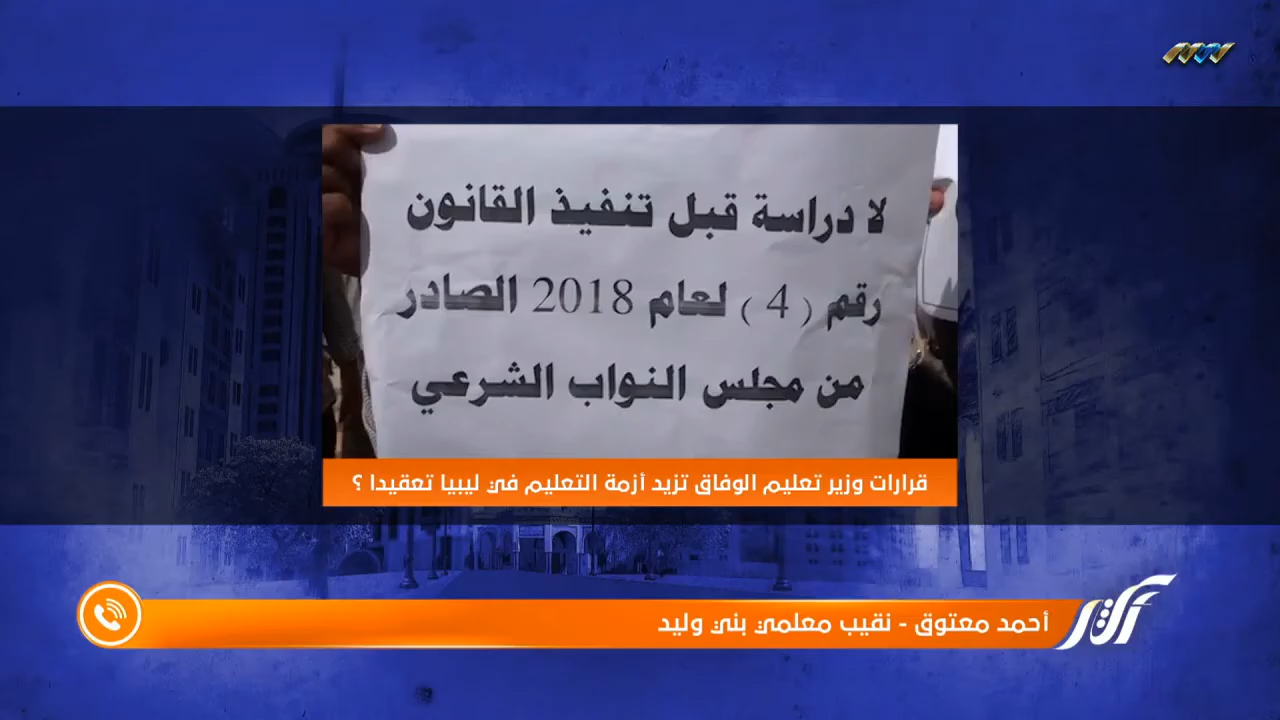 لا دراسة قبل تنفيذ القانون
رقم ( 4 ) لعام 2018 الصادر
من مجلس النواب الشرعي
قرارات وزير تعليم الوفاق تزيد أزمة التعليم في ليبيا تعقيدا ؟
أحمد معتوق - نقيب معلمي بني وليد